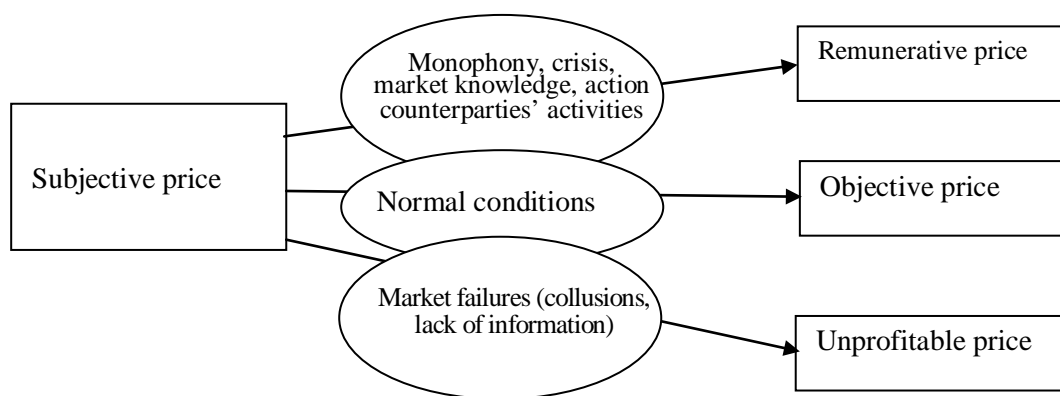 Subjective price
Monophony, crisis,
market knowledge, action
counterparties’ activities
Normal conditions
Market failures (collusions,
lack of information)
Remunerative price
Objective price
Unprofitable price